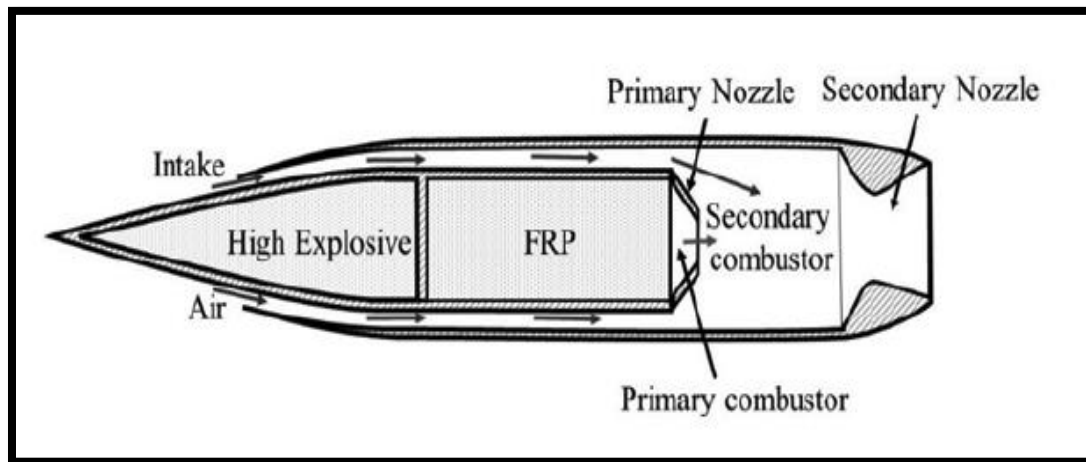 Primary Nozzle
Secondary Nozzle
Intake
High Explosive
FRP
Secondary
combustor
Air
Primary combustor